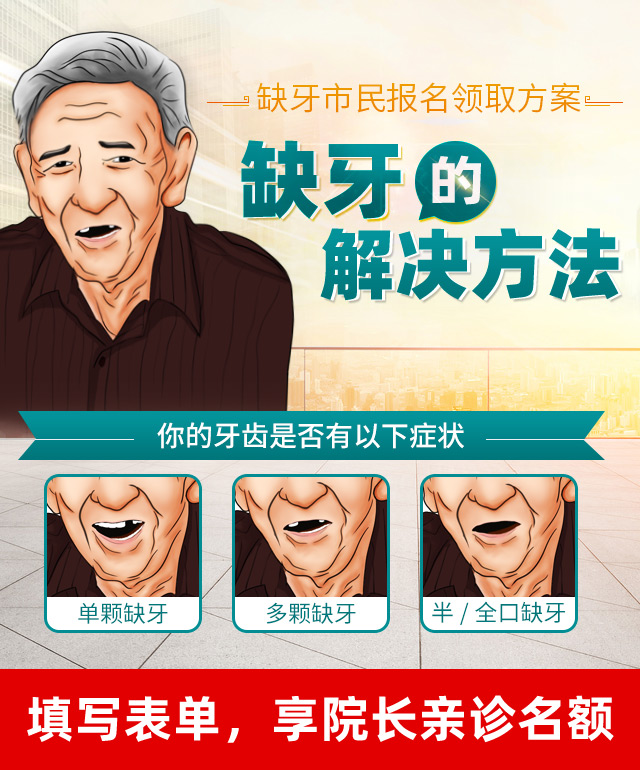 缺牙市民报名领取方案
缺牙的
解决方法
你的牙齿是否有以下症状
单颗缺牙
多颗缺牙
半/全口缺牙
填写表单，享院长亲诊名额